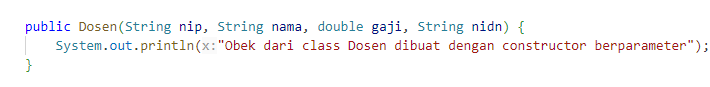 public Dosen(String nip, String nama, double gaji, String nidn) {
System.out.println(x:"Obek dari class Dosen dibuat dengan constructor berparameter");
}